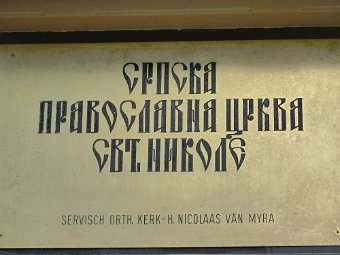 СРПСКА
ПРАВОСЛАВНА ЦРКВА
СВТ. НИКОЛЕ
SERVISCH ORTH. KERK-H. NICOLAAS VAN MYRA